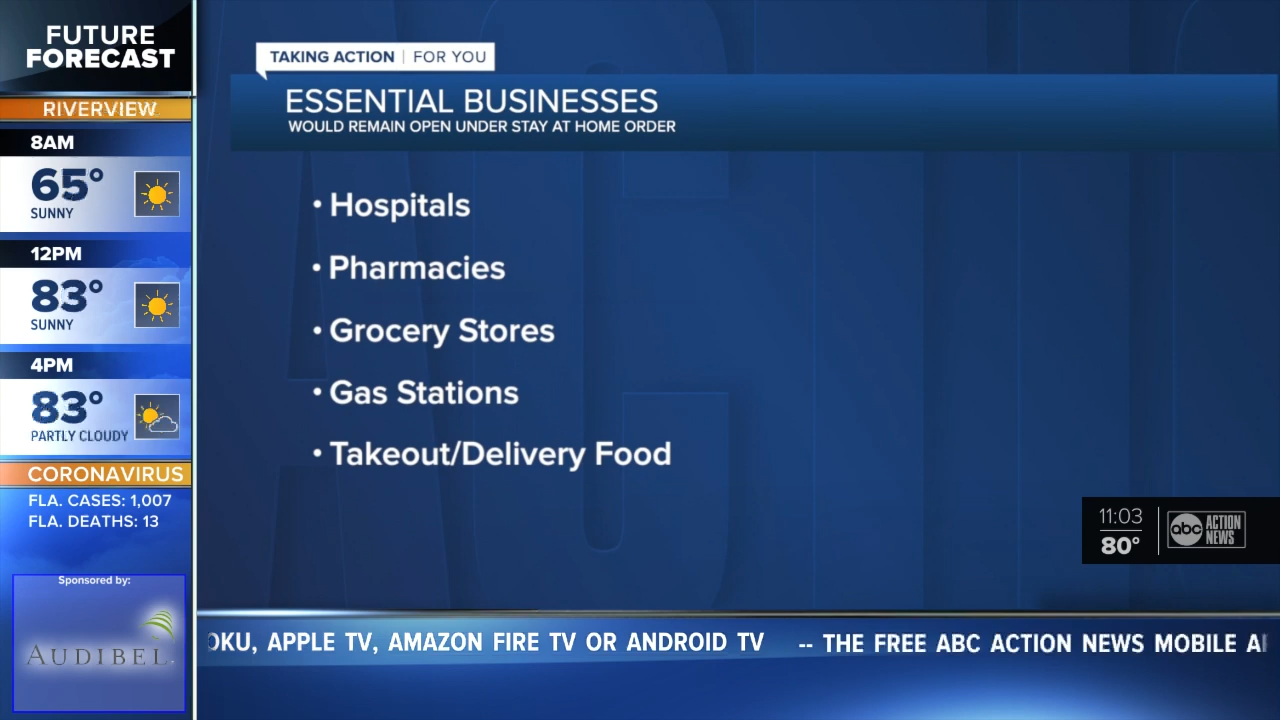 FUTURE
FORECAST
RIVERVIEW
8AM
65°
SUNNY
12PM
83°
SUNNY
4PM
83°
PARTLY CLOUDY
CORONAVIRUS
FLA. CASES: 1,007
FLA. DEATHS: 13
Sponsored by:
AUDIBEL
TAKING ACTION | FOR YOU
ESSENTIAL BUSINESSES
WOULD REMAIN OPEN UNDER STAY AT HOME ORDER
• Hospitals
• Pharmacies
• Grocery Stores
• Gas Stations
• Takeout/Delivery Food
11:03
80°
abc ACTION
NEWS
OKU, APPLE TV, AMAZON FIRE TV OR ANDROID TV -- THE FREE ABC ACTION NEWS MOBILE